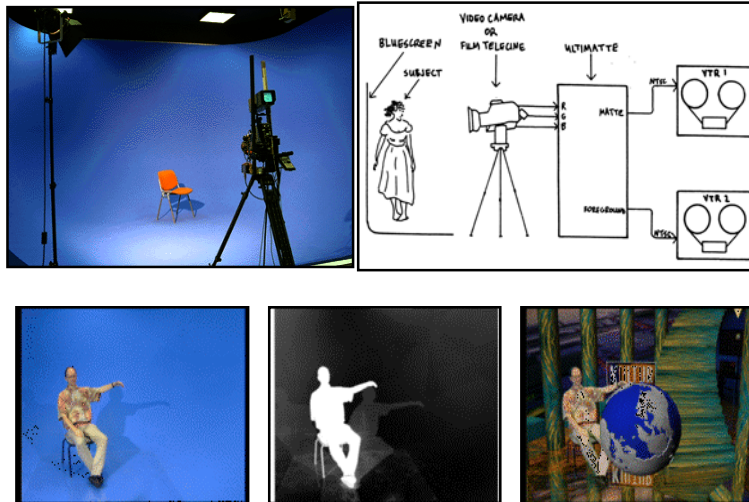 VIDEO CAMERA
OR
FILM TELECINE
BLUESCREEN
SUBJECT
ULTIMATTE
R
G
B
MATTE
NTSC
VTR 1
FOREGROUND
NTSC
VTR 2